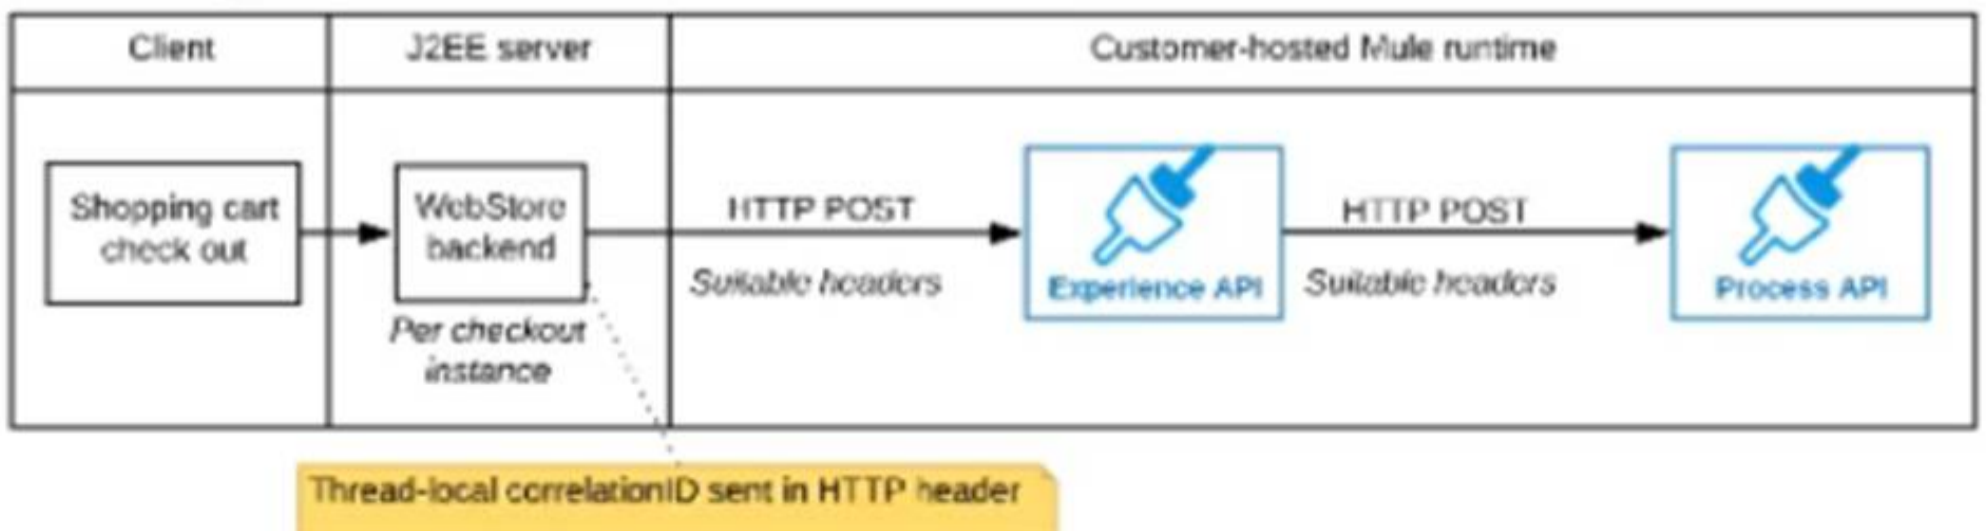 Client
J2EE server
Customer-hosted Mule runtime
Shopping cart
check out
WebStore
backend
Per checkout
instance
HTTP POST
Suitable headers
Experience API
HTTP POST
Suitable headers
Process API
Thread-local correlationID sent in HTTP header